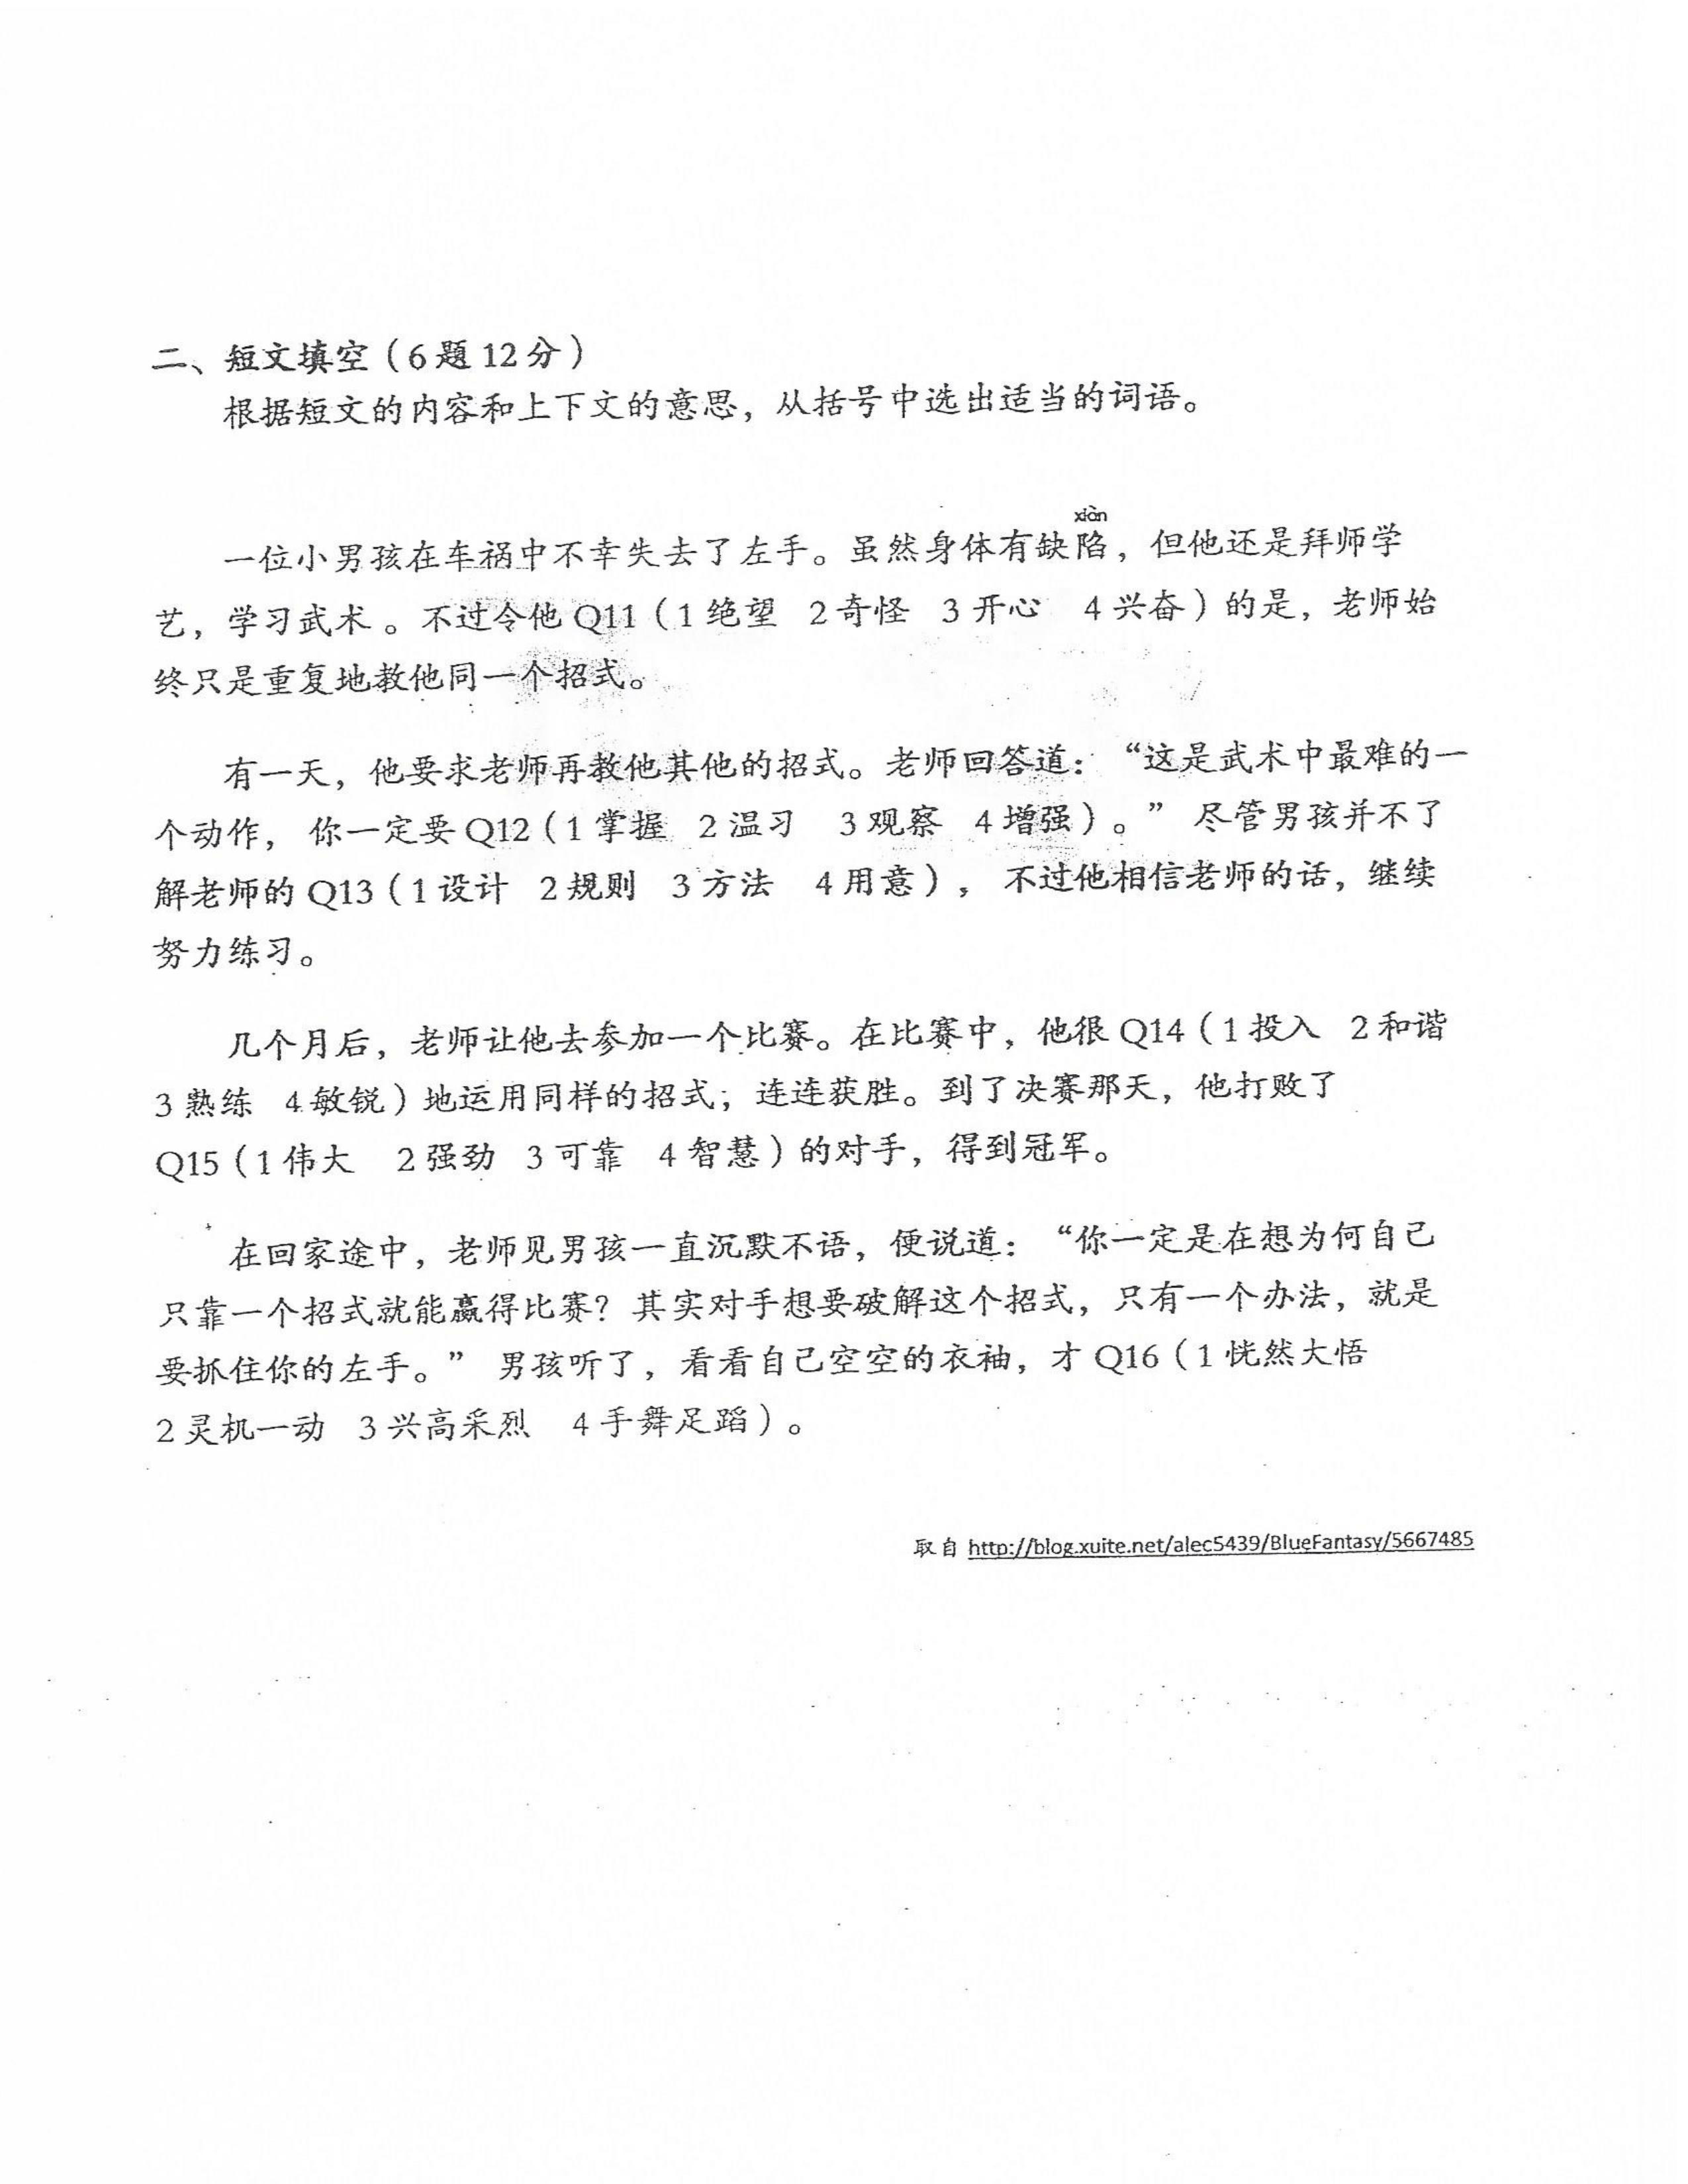 二、短文填空（6题12分）
根据短文的内容和上下文的意思，从括号中选出适当的词语。
xiàn
一位小男孩在车祸中不幸失去了左手。虽然身体有缺陷，但他还是拜师学
艺，学习武术。不过令他Q11（1绝望 2奇怪 3开心 4兴奋）的是，老师始
终只是重复地教他同一个招式。
有一天，他要求老师再教他其他的招式。老师回答道：“这是武术中最难的一
个动作，你一定要Q12（1掌握 2温习 3观察 4增强）。”尽管男孩并不了
解老师的Q13（1设计 2规则 3方法 4用意），不过他相信老师的话，继续
努力练习。
几个月后，老师让他去参加一个比赛。在比赛中，他很Q14（1投入 2和谐
3熟练 4敏锐）地运用同样的招式，连连获胜。到了决赛那天，他打败了
Q15（1伟大 2强劲 3可靠 4智慧）的对手，得到冠军。
在回家途中，老师见男孩一直沉默不语，便说道：“你一定是在想为何自己
只靠一个招式就能赢得比赛？其实对手想要破解这个招式，只有一个办法，就是
要抓住你的左手。”男孩听了，看看自己空空的衣袖，才Q16（1恍然大悟
2灵机一动 3兴高采烈 4手舞足蹈）。
取自 http://blog.xuite.net/alec5439/BlueFantasy/5667485